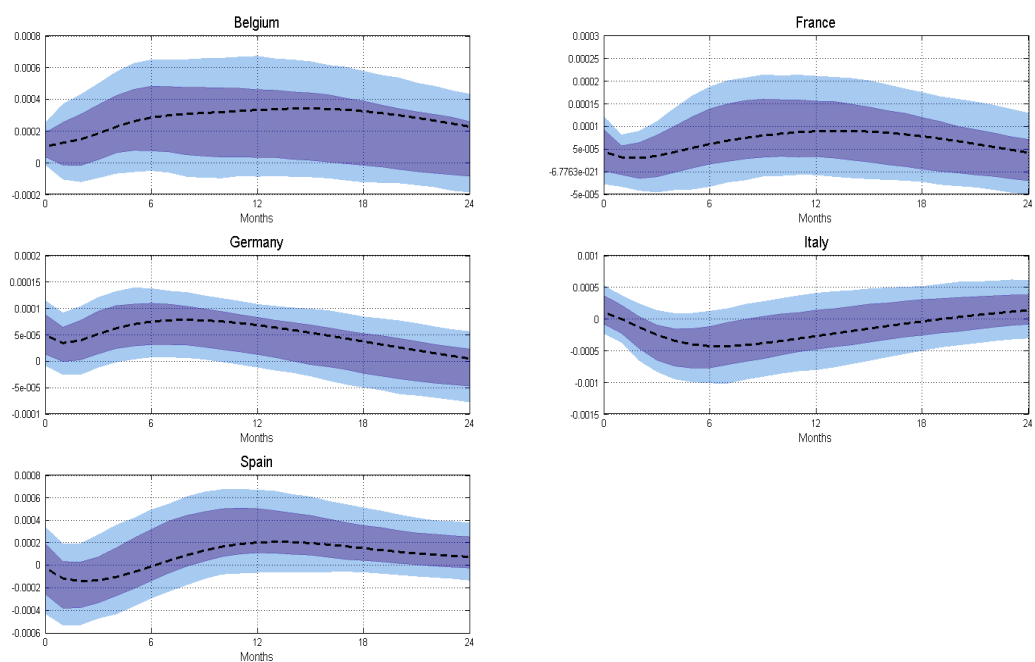 Belgium
0.0008
0.0006
0.0004
0.0002
0
-0.0002
0 6 12 18 24
Months
France
0.0003
0.00025
0.0002
0.00015
0.0001
5e-005
-6.7763e-021
-5e-005
0 6 12 18 24
Months
Germany
0.0002
0.00015
0.0001
5e-005
0
-5e-005
-0.0001
0 6 12 18 24
Months
Italy
0.001
0.0005
0
-0.0005
-0.001
-0.0015
0 6 12 18 24
Months
Spain
0.0008
0.0006
0.0004
0.0002
0
-0.0002
-0.0004
-0.0006
0 6 12 18 24
Months